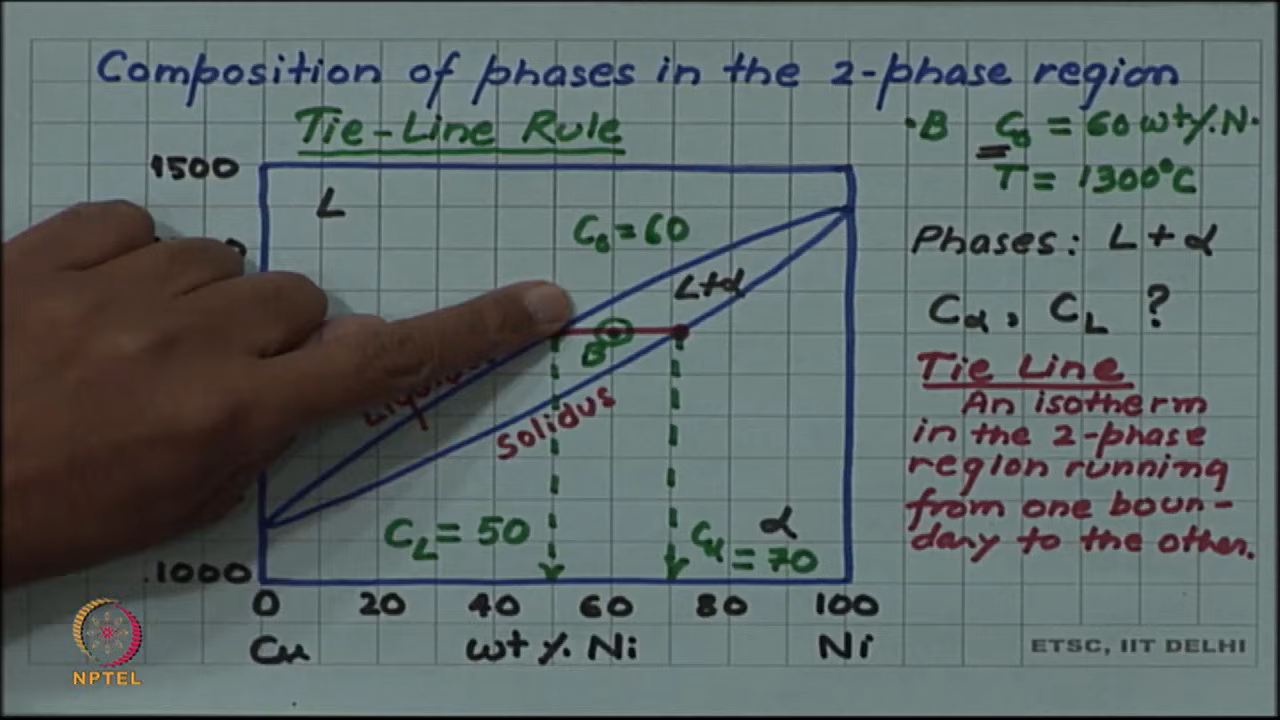 Composition of phases in the 2-phase region
Tie-Line Rule
• B C₀ = 60 wt%.N.
T = 1300°C
1500
L
C₀ = 60
Phases: L + α
L+α
Cα, CL ?
B
Tie Line
Solidus
An isotherm
in the 2-phase
region running
from one boun-
dary to the other.
α
CL = 50
Cα
= 70
1000
0 20 40 60 80 100
Cu wt %. Ni Ni
ETSC, IIT DELHI
NPTEL